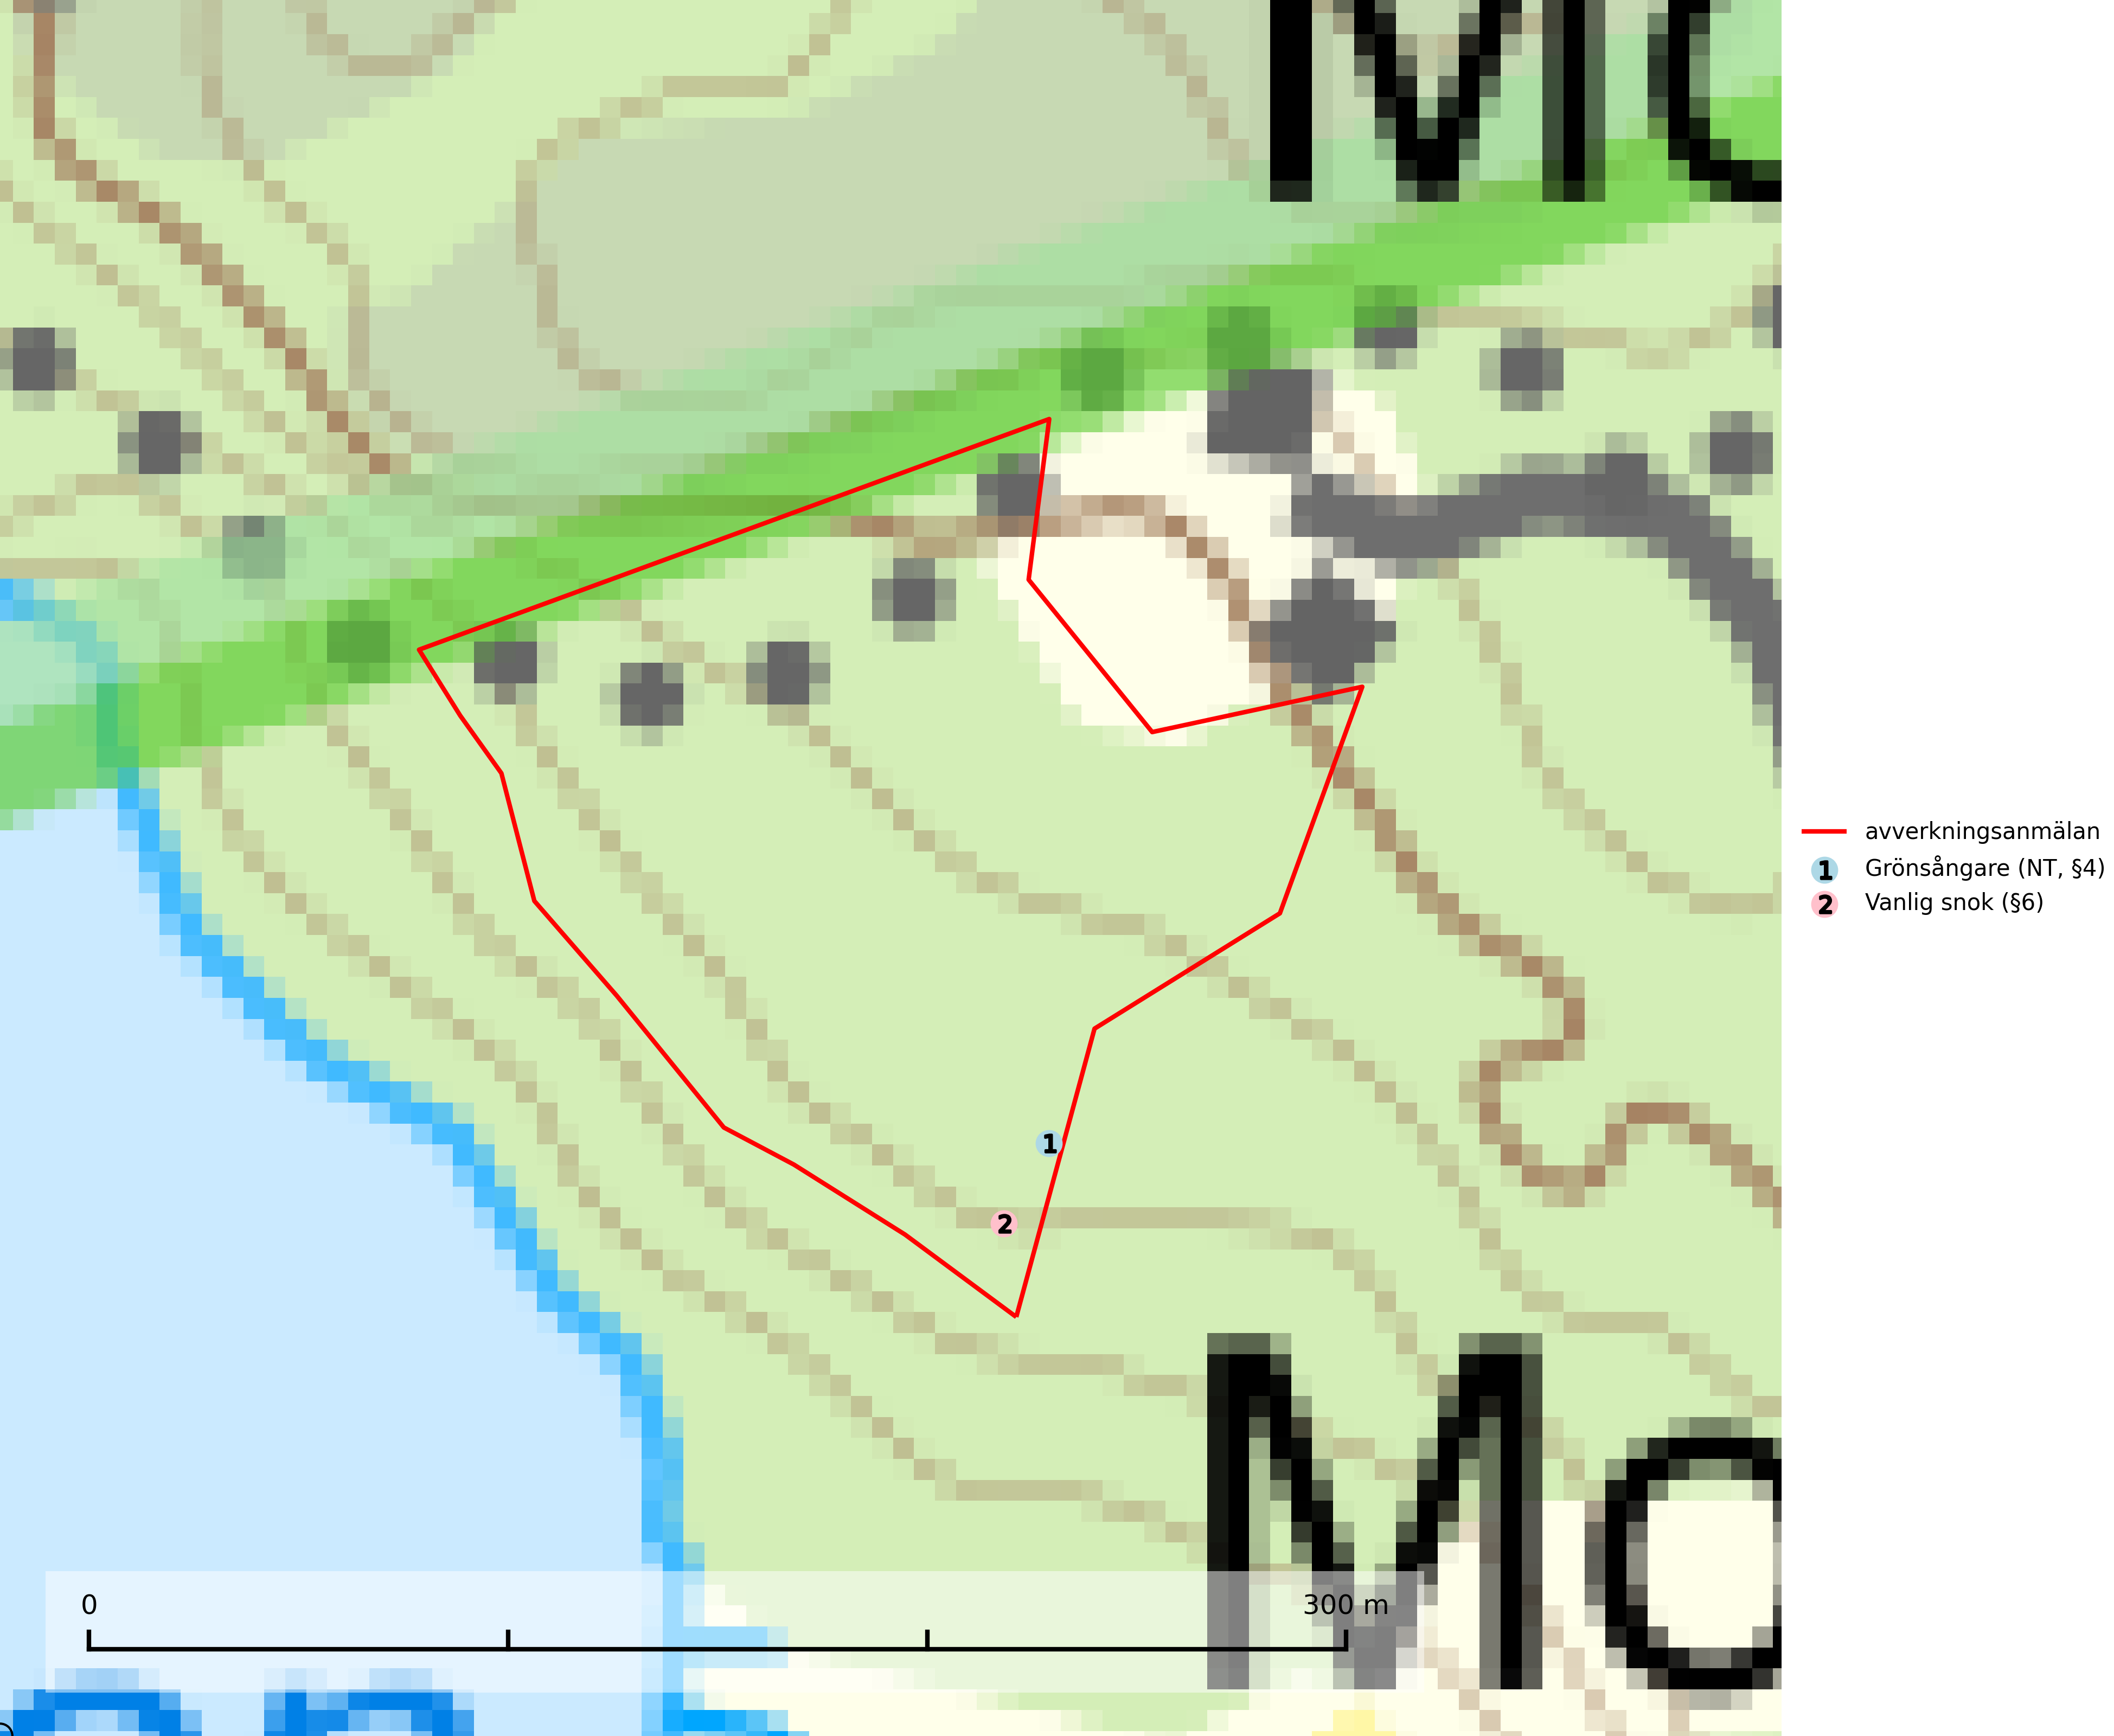 avverkningsanmälan
1 Grönsångare (NT, §4)
2 Vanlig snok (§6)
1
2
0 300 m